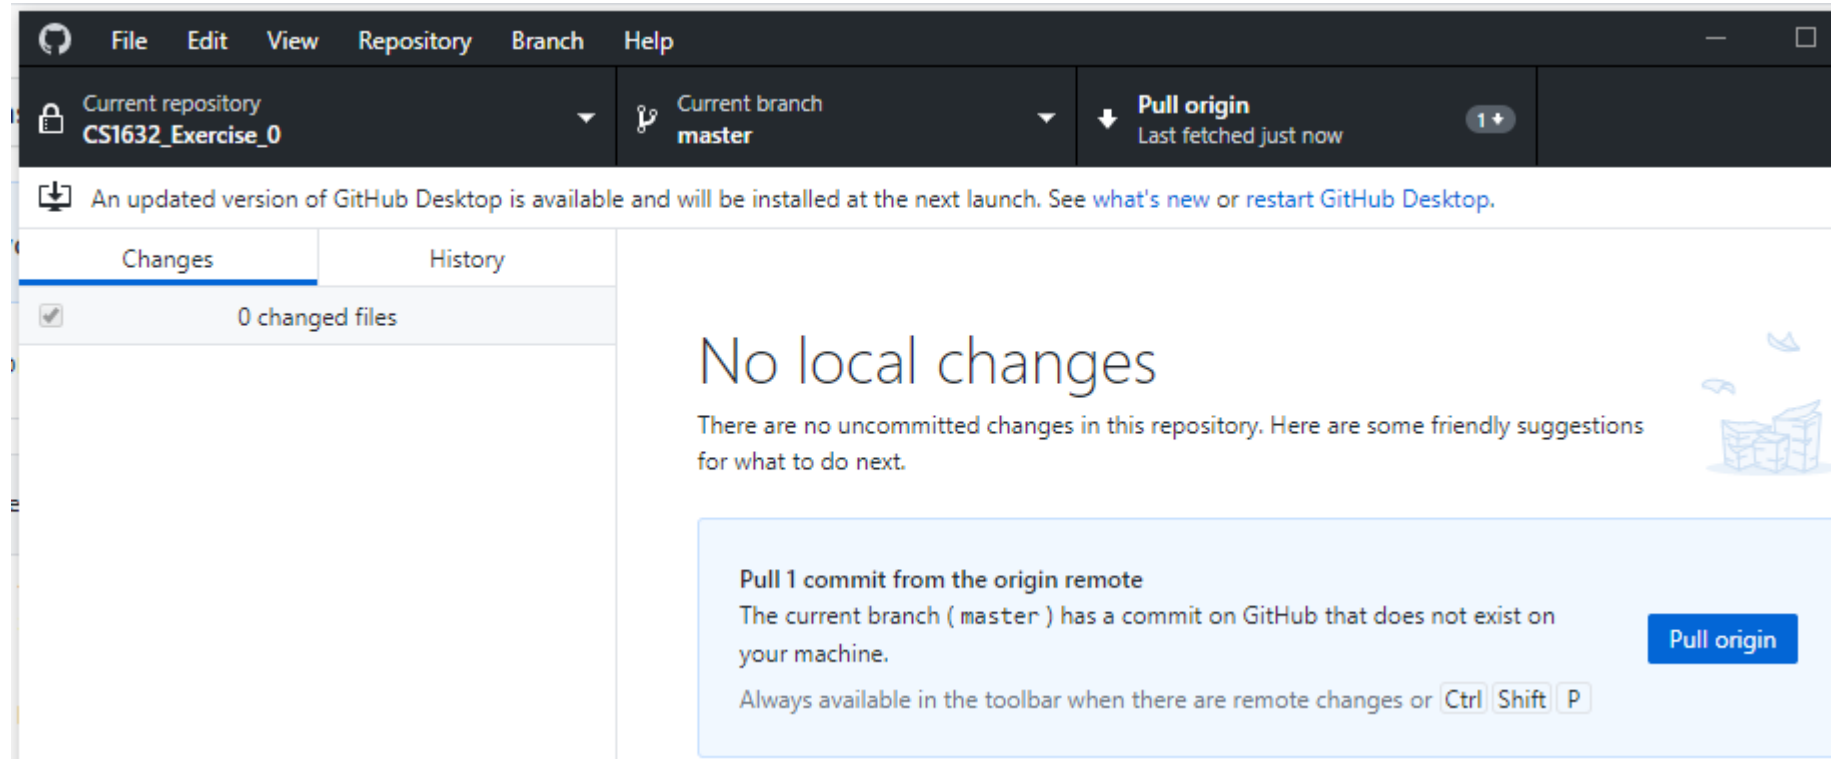 File Edit View Repository Branch Help
Current repository
CS1632_Exercise_0
Current branch
master
Pull origin
Last fetched just now
1
An updated version of GitHub Desktop is available and will be installed at the next launch. See what's new or restart GitHub Desktop.
Changes
History
0 changed files
No local changes
There are no uncommitted changes in this repository. Here are some friendly suggestions
for what to do next.
Pull 1 commit from the origin remote
The current branch ( master ) has a commit on GitHub that does not exist on
your machine.
Pull origin
Always available in the toolbar when there are remote changes or Ctrl Shift P